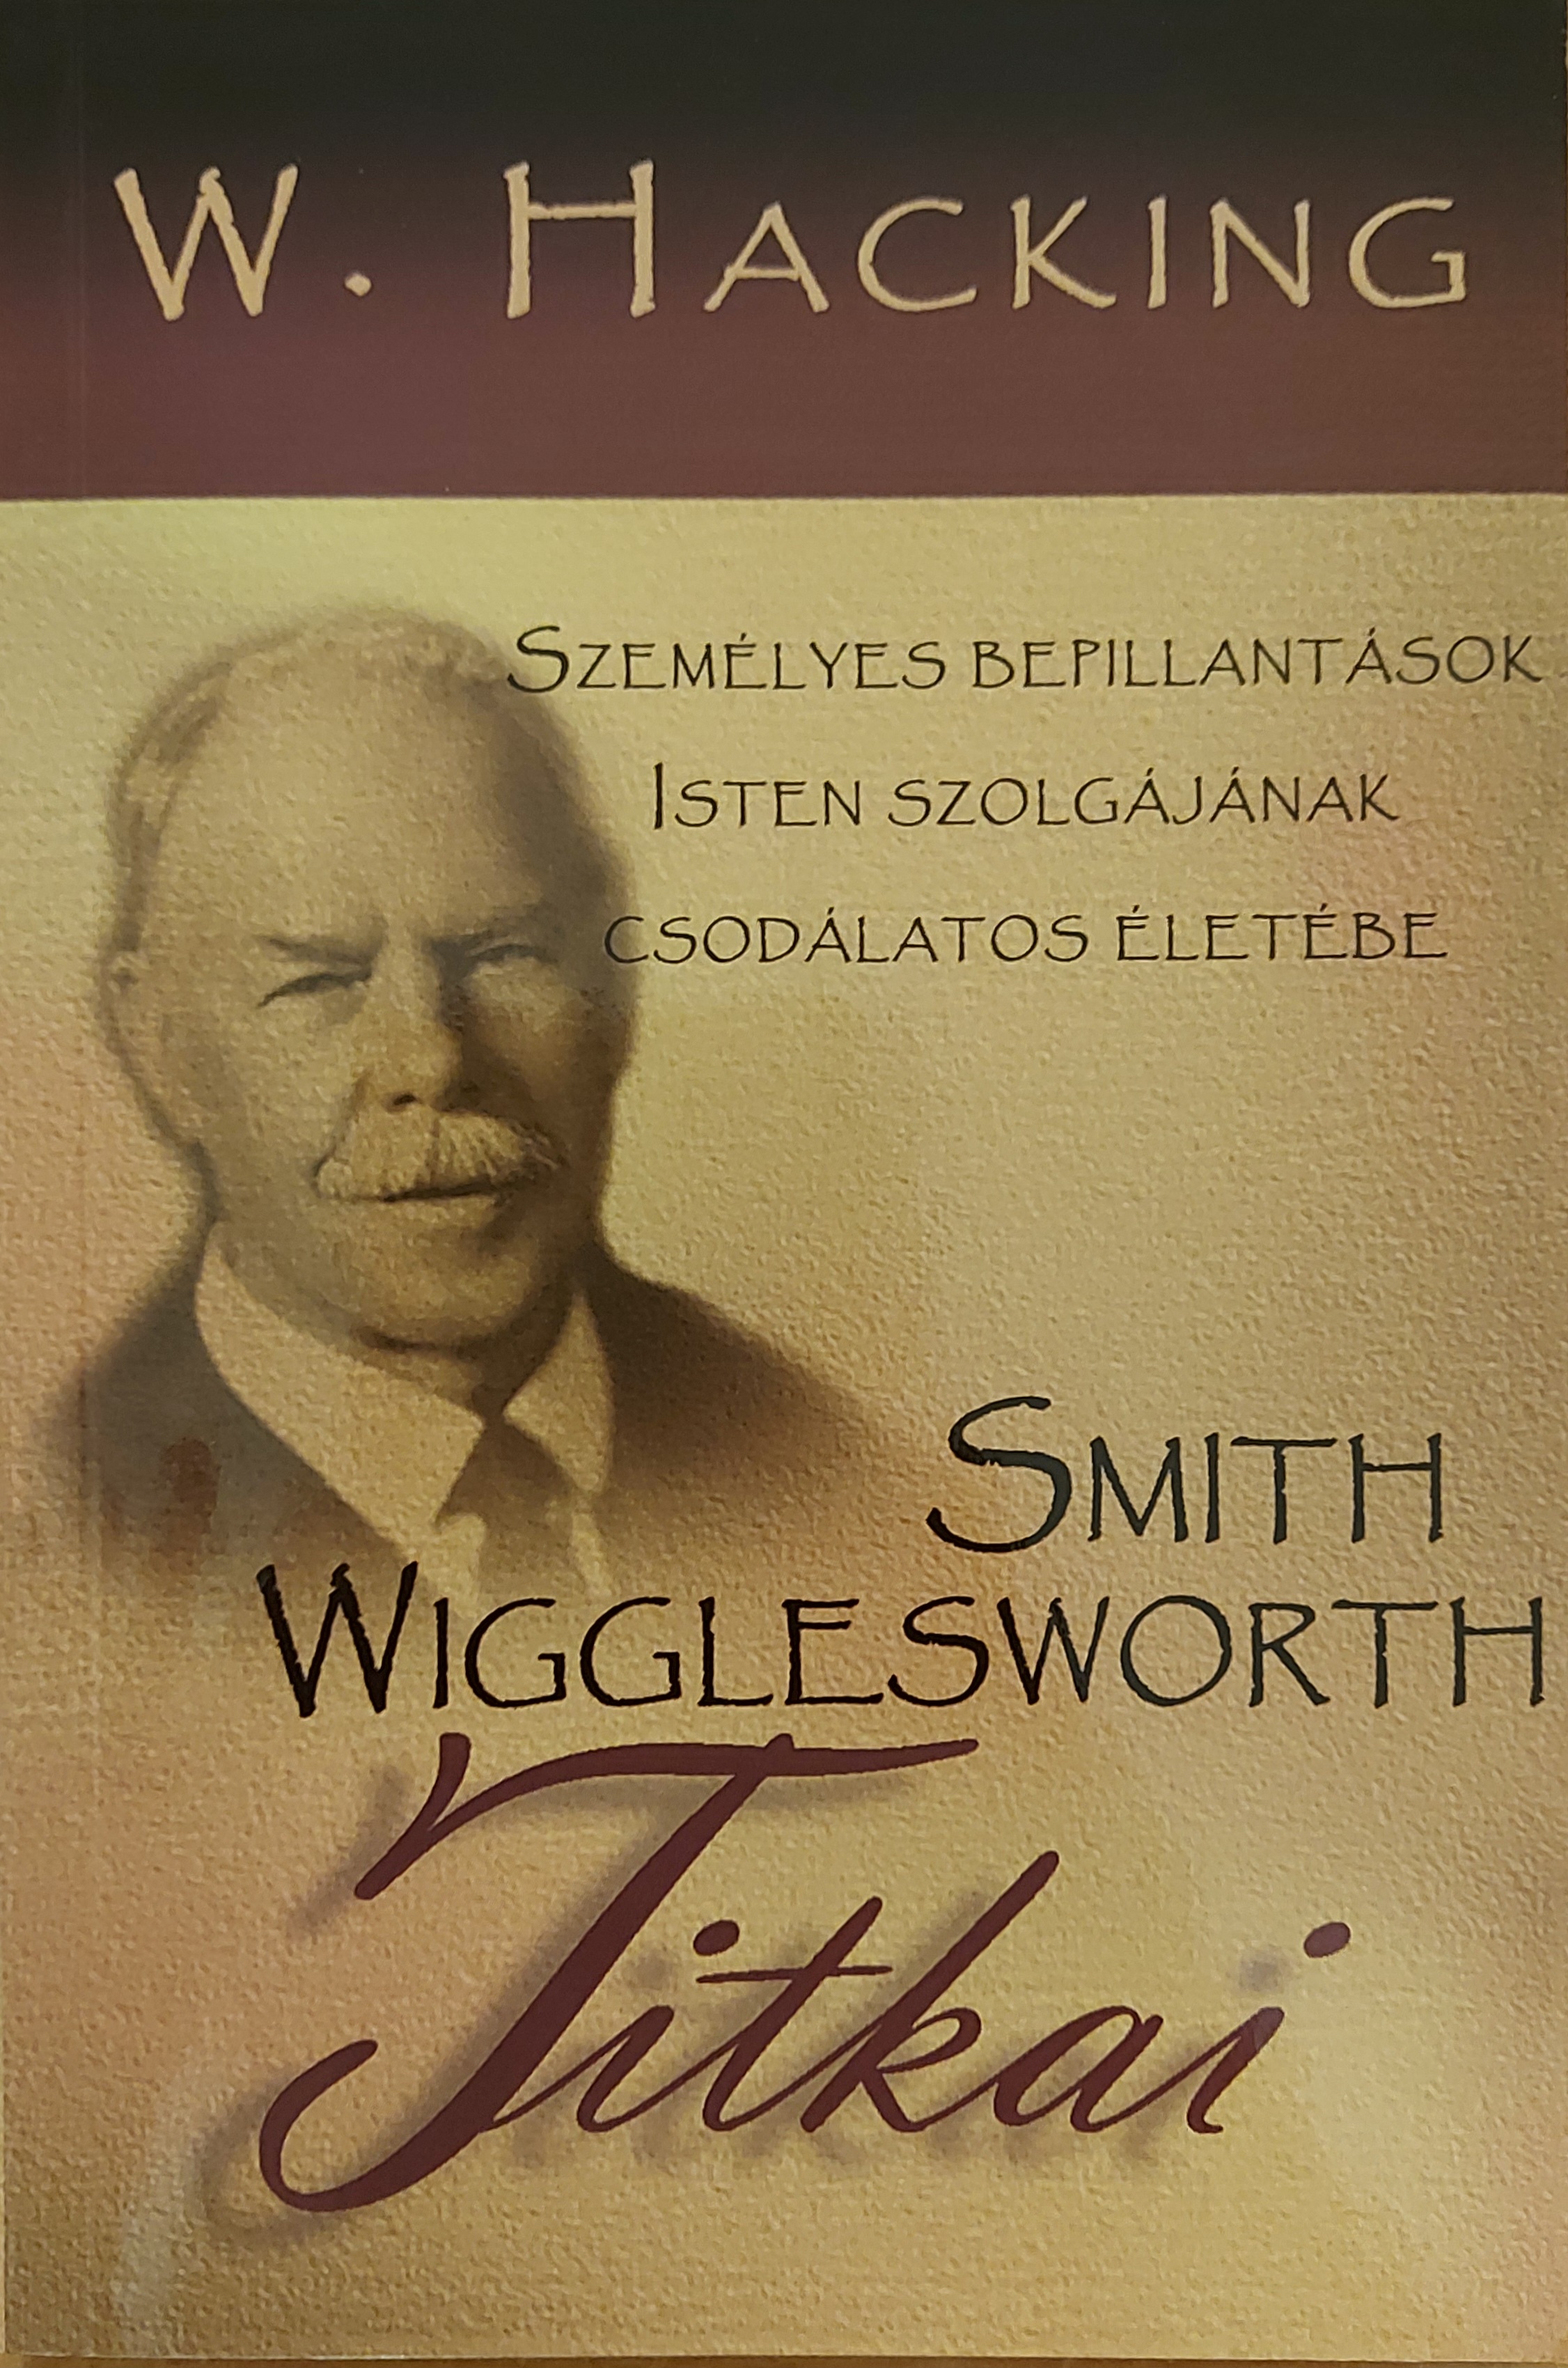 W. HACKING
SZEMÉLYES BEPILLANTÁSOK
ISTEN SZOLGÁJÁNAK
CSODÁLATOS ÉLETÉBE
SMITH
WIGGLESWORTH
Titkai